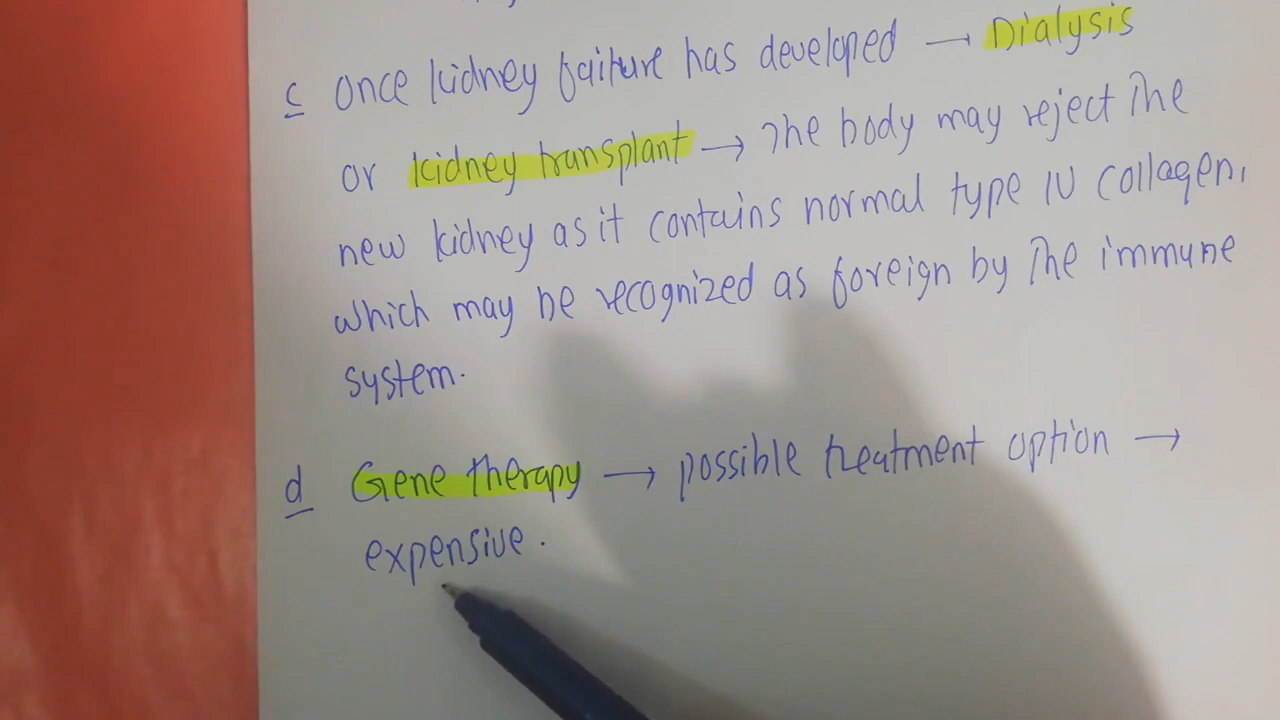 c Once kidney failure has developed → Dialysis
or kidney transplant → The body may reject The
new kidney as it contains normal type IV collagen,
which may be recognized as foreign by The immune
system.
d Gene therapy → possible treatment option →
expensive.